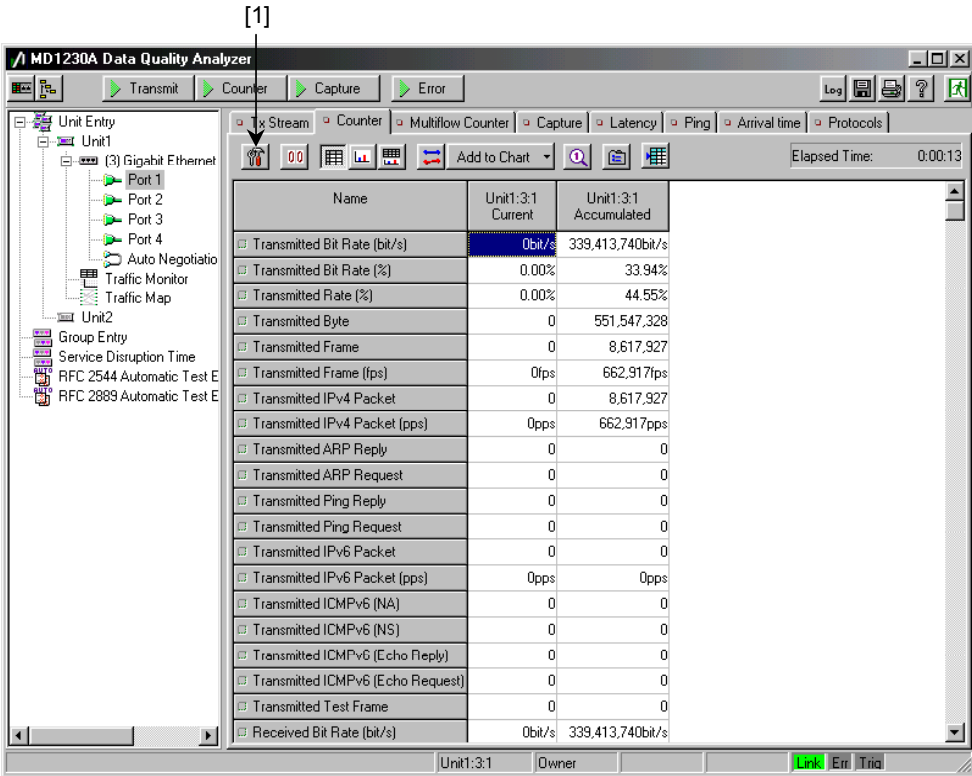 [1]
MD1230A Data Quality Analyzer
Transmit Counter Capture Error Log
Unit Entry
Unit1
(3) Gigabit Ethernet
Port 1
Port 2
Port 3
Port 4
Auto Negotiatio
Traffic Monitor
Traffic Map
Unit2
Group Entry
Service Disruption Time
RFC 2544 Automatic Test E
RFC 2889 Automatic Test E
Tx Stream Counter Multiflow Counter Capture Latency Ping Arrival time Protocols
Add to Chart Elapsed Time: 0:00:13
Name Unit1:3:1 Current Unit1:3:1 Accumulated
Transmitted Bit Rate (bit/s) 0bit/s 339,413,740bit/s
Transmitted Bit Rate (%) 0.00% 33.94%
Transmitted Rate (%) 0.00% 44.55%
Transmitted Byte 0 551,547,328
Transmitted Frame 0 8,617,927
Transmitted Frame (fps) 0fps 662,917fps
Transmitted IPv4 Packet 0 8,617,927
Transmitted IPv4 Packet (pps) 0pps 662,917pps
Transmitted ARP Reply 0 0
Transmitted ARP Request 0 0
Transmitted Ping Reply 0 0
Transmitted Ping Request 0 0
Transmitted IPv6 Packet 0 0
Transmitted IPv6 Packet (pps) 0pps 0pps
Transmitted ICMPv6 (NA) 0 0
Transmitted ICMPv6 (NS) 0 0
Transmitted ICMPv6 (Echo Reply) 0 0
Transmitted ICMPv6 (Echo Request) 0 0
Transmitted Test Frame 0 0
Received Bit Rate (bit/s) 0bit/s 339,413,740bit/s
Unit1:3:1 Owner Link Err Trig